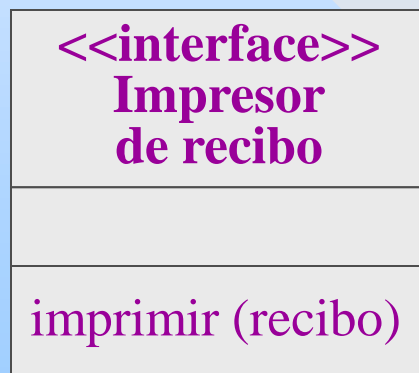 <<interface>>
Impresor
de recibo
imprimir (recibo)